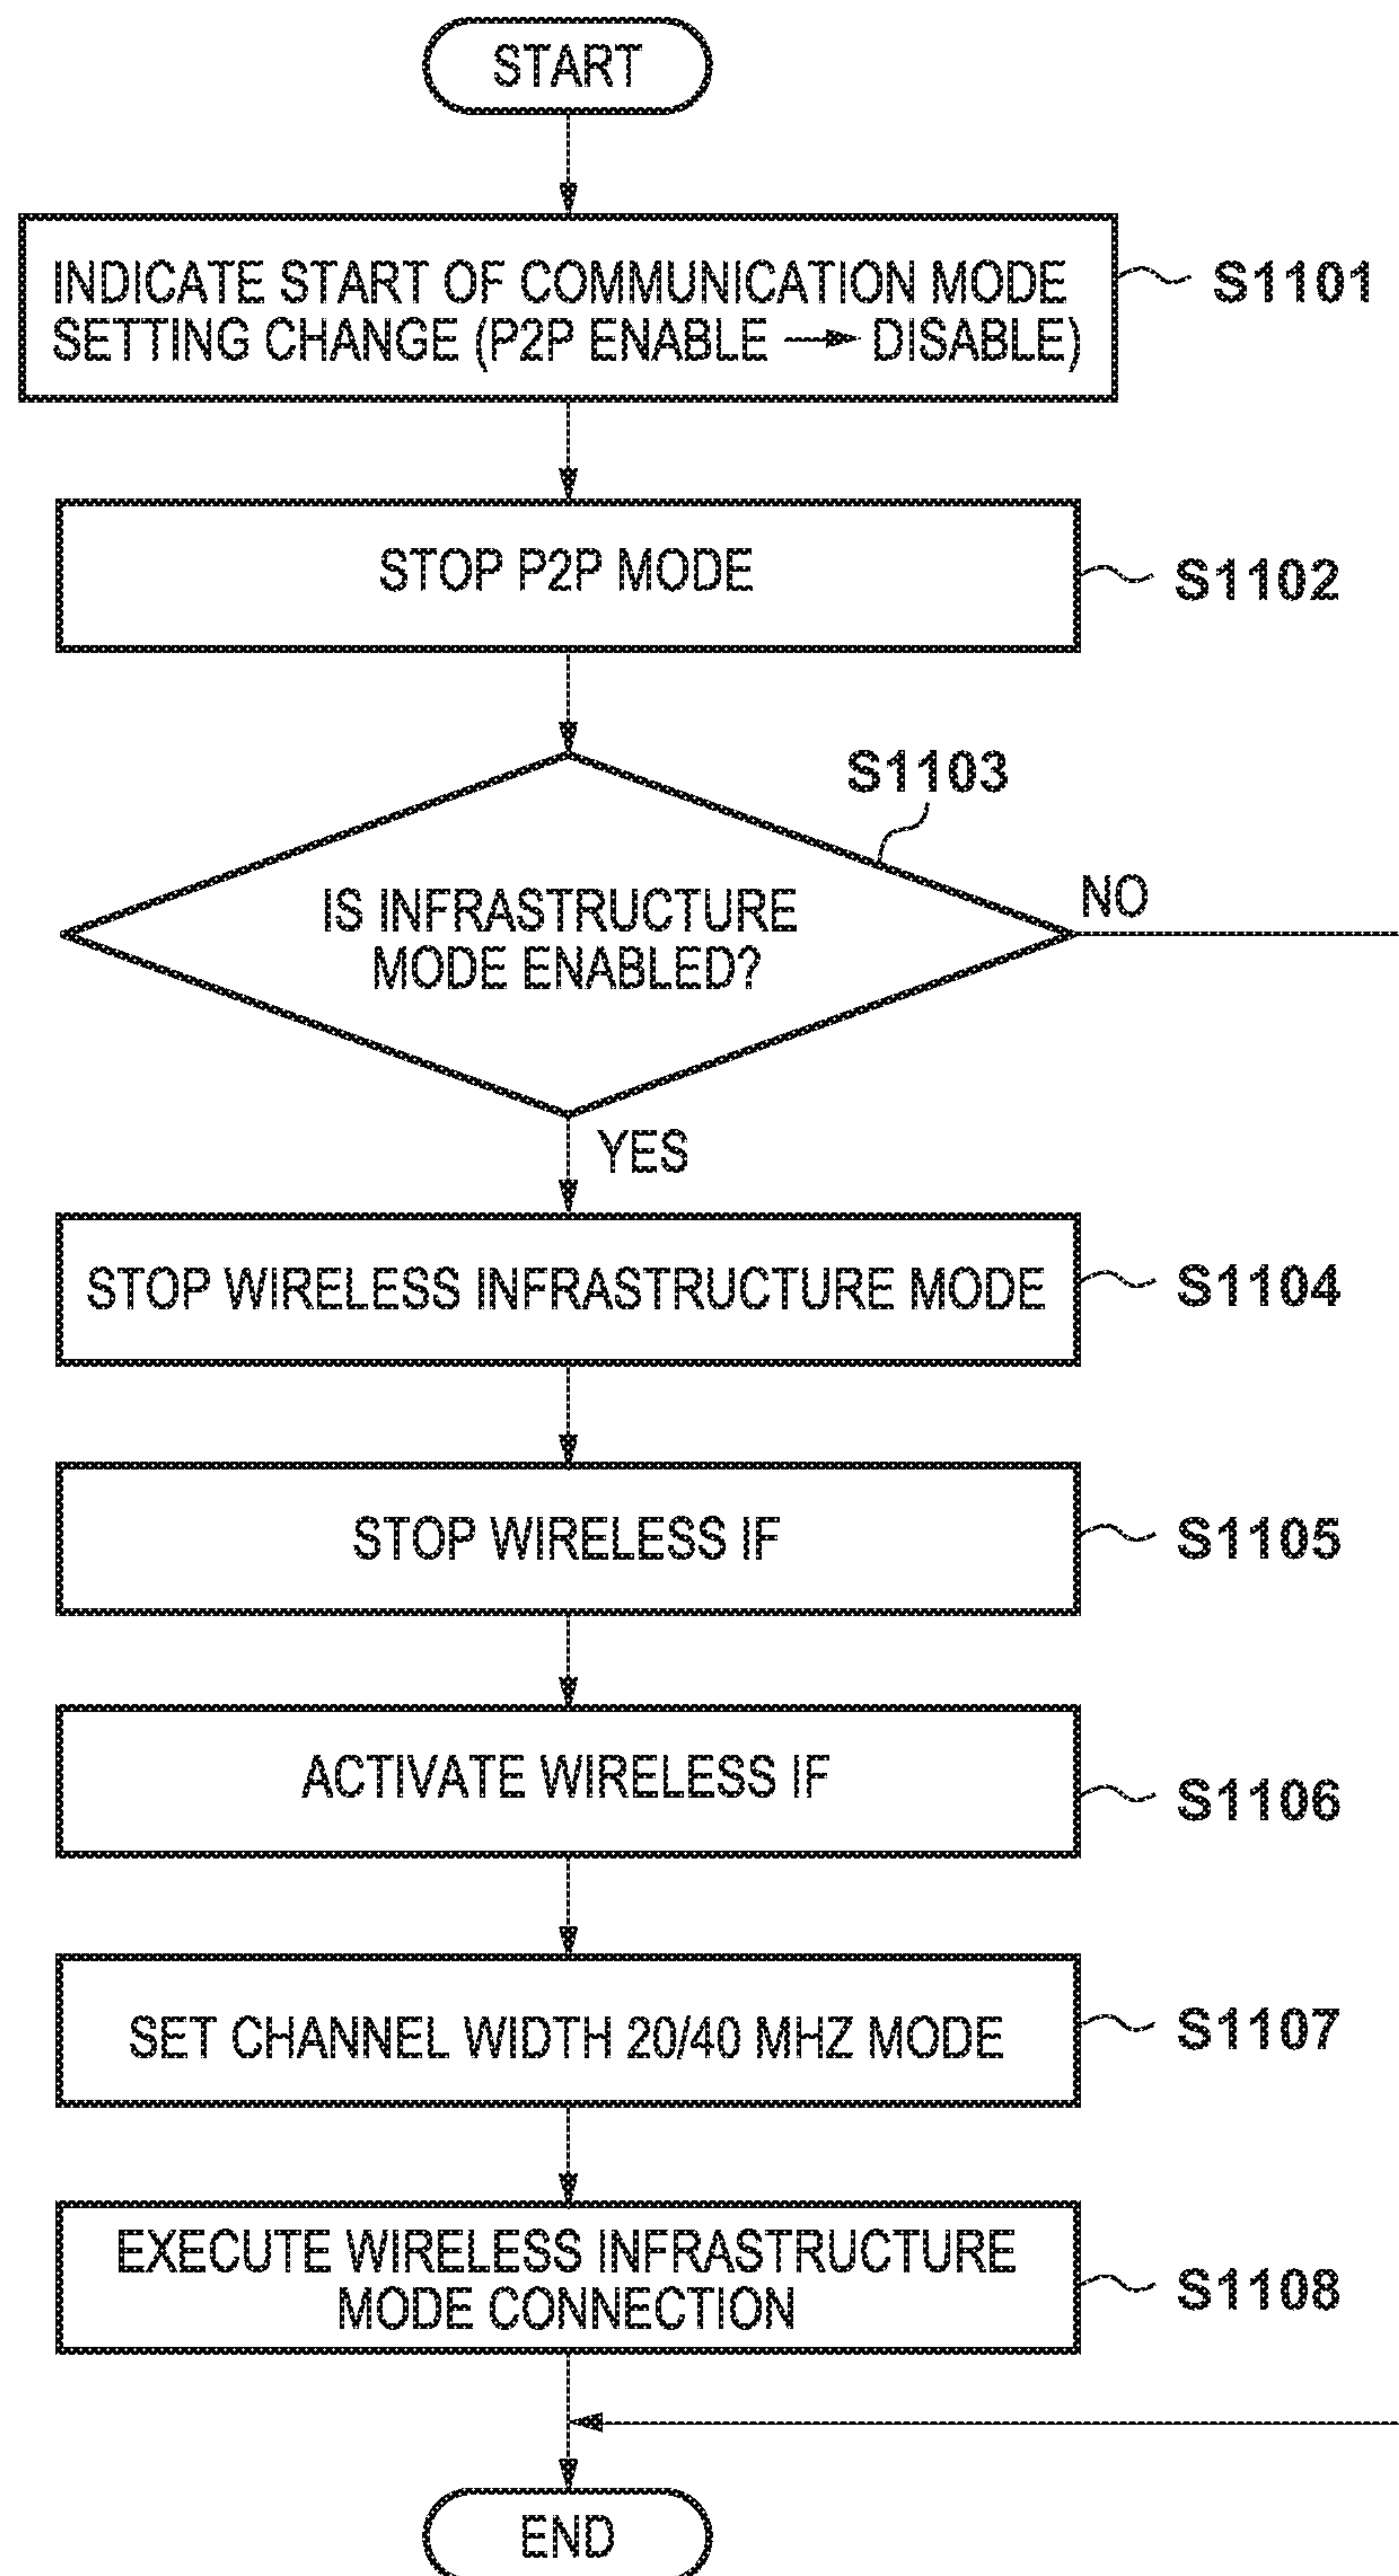 START
INDICATE START OF COMMUNICATION MODE
SETTING CHANGE (P2P ENABLE → DISABLE)
S1101
STOP P2P MODE
S1102
S1103
IS INFRASTRUCTURE
MODE ENABLED?
NO
YES
STOP WIRELESS INFRASTRUCTURE MODE
S1104
STOP WIRELESS IF
S1105
ACTIVATE WIRELESS IF
S1106
SET CHANNEL WIDTH 20/40 MHZ MODE
S1107
EXECUTE WIRELESS INFRASTRUCTURE
MODE CONNECTION
S1108
END